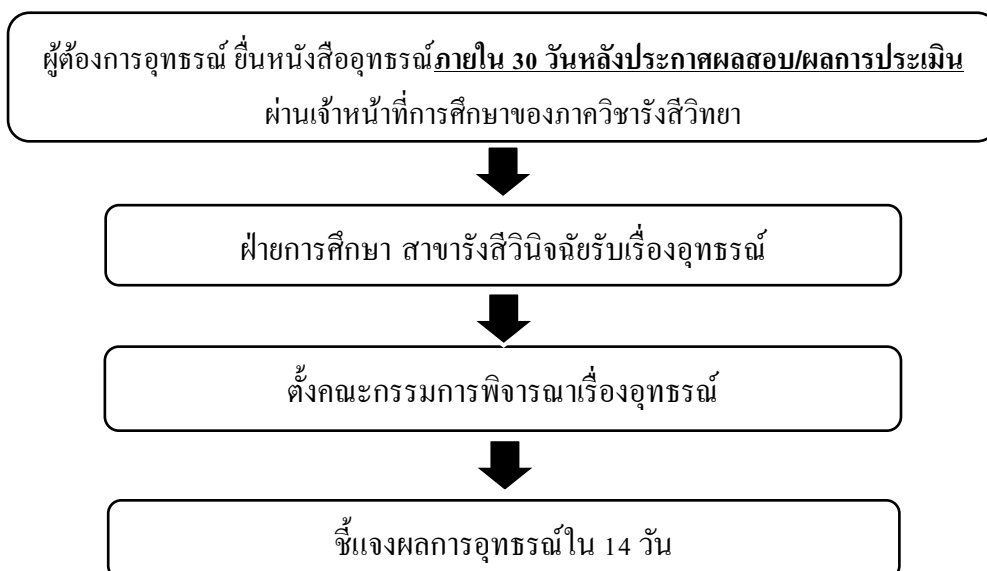 ผู้ต้องการอุทธรณ์ ยื่นหนังสืออุทธรณ์ภายใน 30 วันหลังประกาศผลสอบ/ผลการประเมิน
ผ่านเจ้าหน้าที่การศึกษาของภาควิชารังสีวิทยา
ฝ่ายการศึกษา สาขารังสีวินิจฉัยรับเรื่องอุทธรณ์
ตั้งคณะกรรมการพิจารณาเรื่องอุทธรณ์
ชี้แจงผลการอุทธรณ์ใน 14 วัน